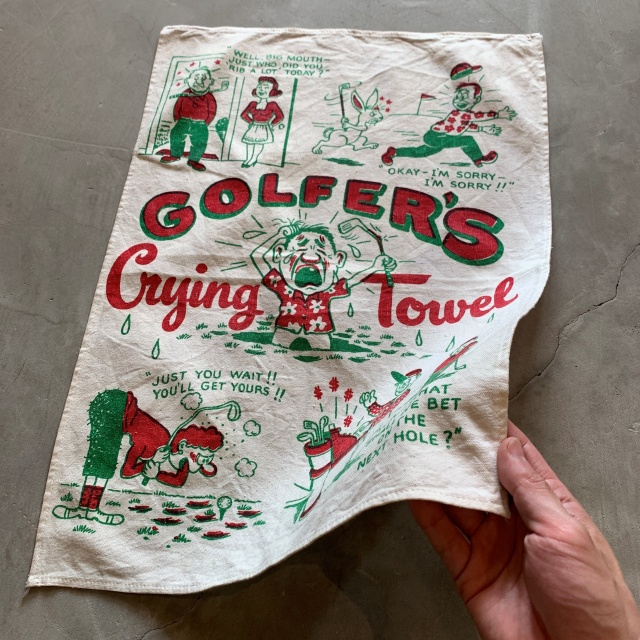 WELL, BIG MOUTH-
JUST WHO DID YOU
RIB A LOT TODAY?"
OKAY-I'M SORRY-
I'M SORRY!!"
GOLFER'S
Crying Towel
"JUST YOU WAIT!!
YOU'LL GET YOURS!!
BET
THE
NEXT HOLE?"